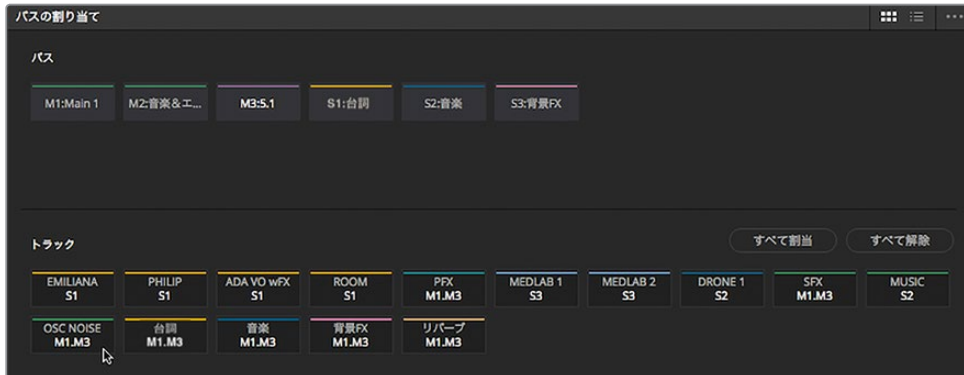 バスの割り当て
バス
M1:Main 1
M2:音楽＆エ...
M3:5.1
S1:台詞
S2:音楽
S3:背景FX
トラック
すべて割当
すべて解除
EMILIANA
S1
PHILIP
S1
ADA VO wFX
S1
ROOM
S1
PFX
M1.M3
MEDLAB 1
S3
MEDLAB 2
S3
DRONE 1
S2
SFX
M1.M3
MUSIC
S2
OSC NOISE
M1.M3
台詞
M1.M3
音楽
M1.M3
背景FX
M1.M3
リバーブ
M1.M3